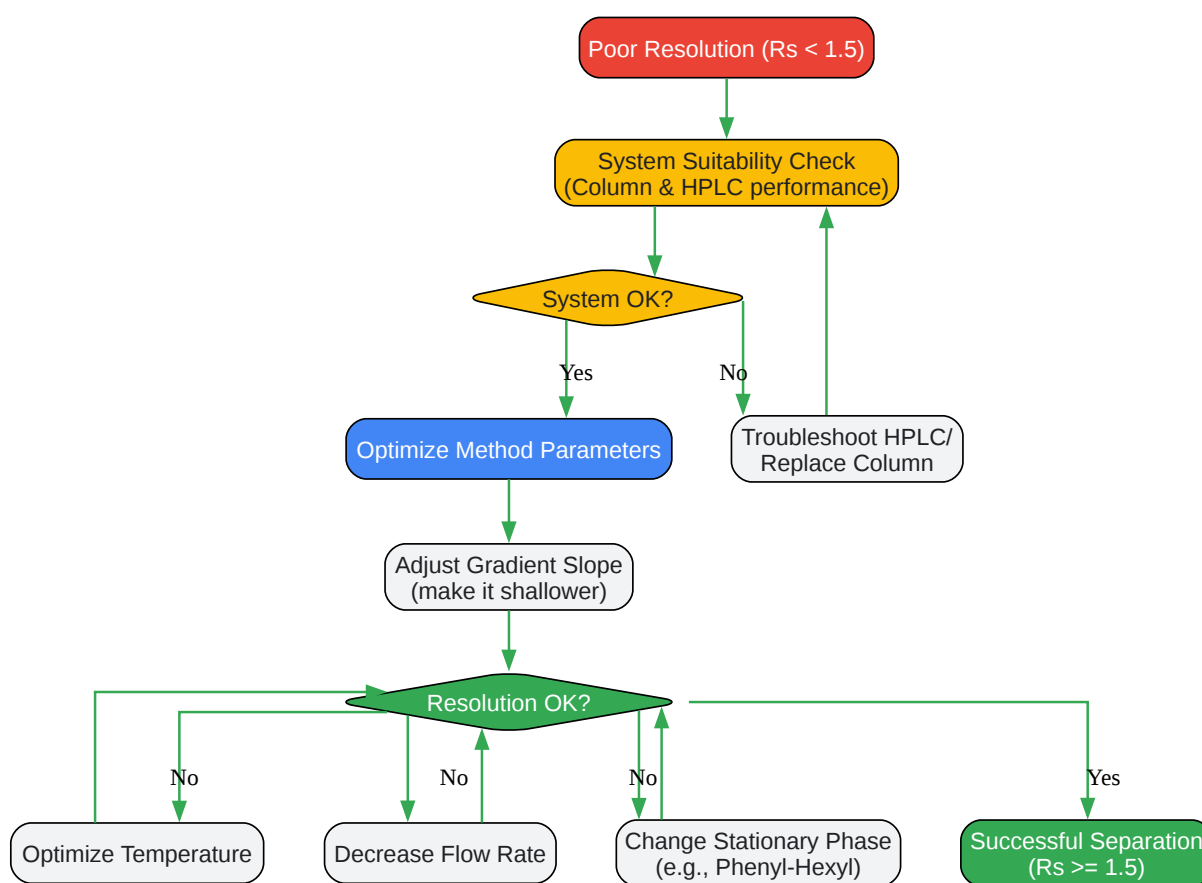 Poor Resolution (Rs < 1.5)
System Suitability Check
(Column & HPLC performance)
System OK?
Yes
No
Optimize Method Parameters
Troubleshoot HPLC/
Replace Column
Adjust Gradient Slope
(make it shallower)
Resolution OK?
No
No
No
Yes
Optimize Temperature
Decrease Flow Rate
Change Stationary Phase
(e.g., Phenyl-Hexyl)
Successful Separation
(Rs >= 1.5)